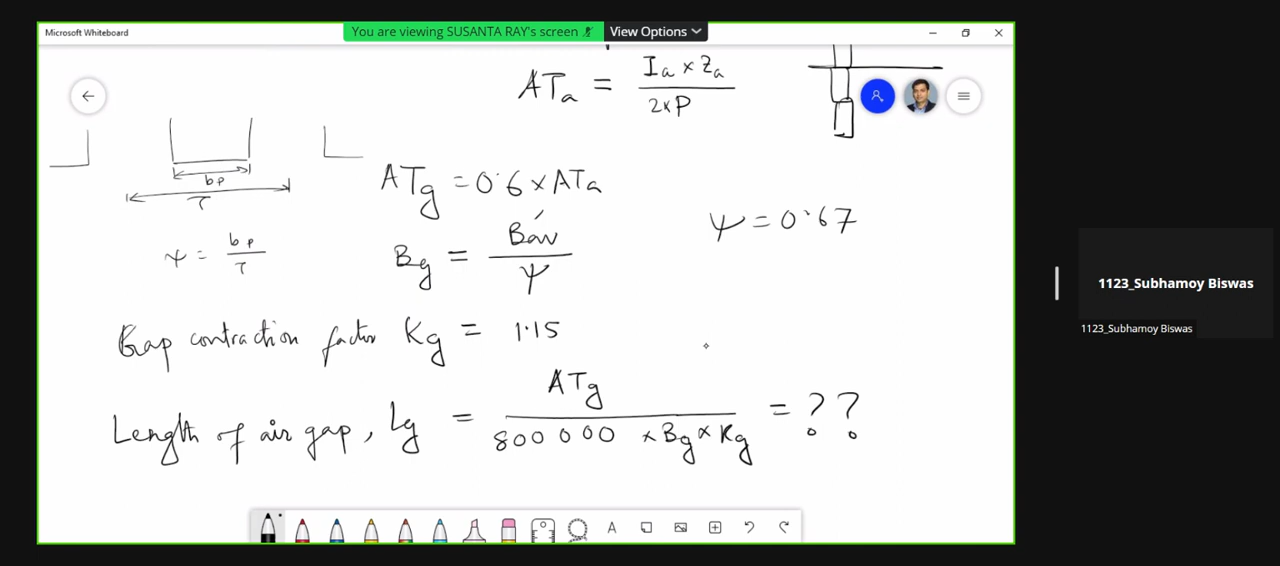 Microsoft Whiteboard
You are viewing SUSANTA RAY's screen
View Options
ATa = Ia × Za / 2×P
bp
τ
ATg = 0.6 × ATa
ψ = 0.67
ψ = bp / τ
Bg = Bav / ψ
Gap contraction factor Kg = 1.15
Length of air gap, Lg = ATg / 800 000 × Bg × Kg = ??
A
1123_Subhamoy Biswas
1123_Subhamoy Biswas